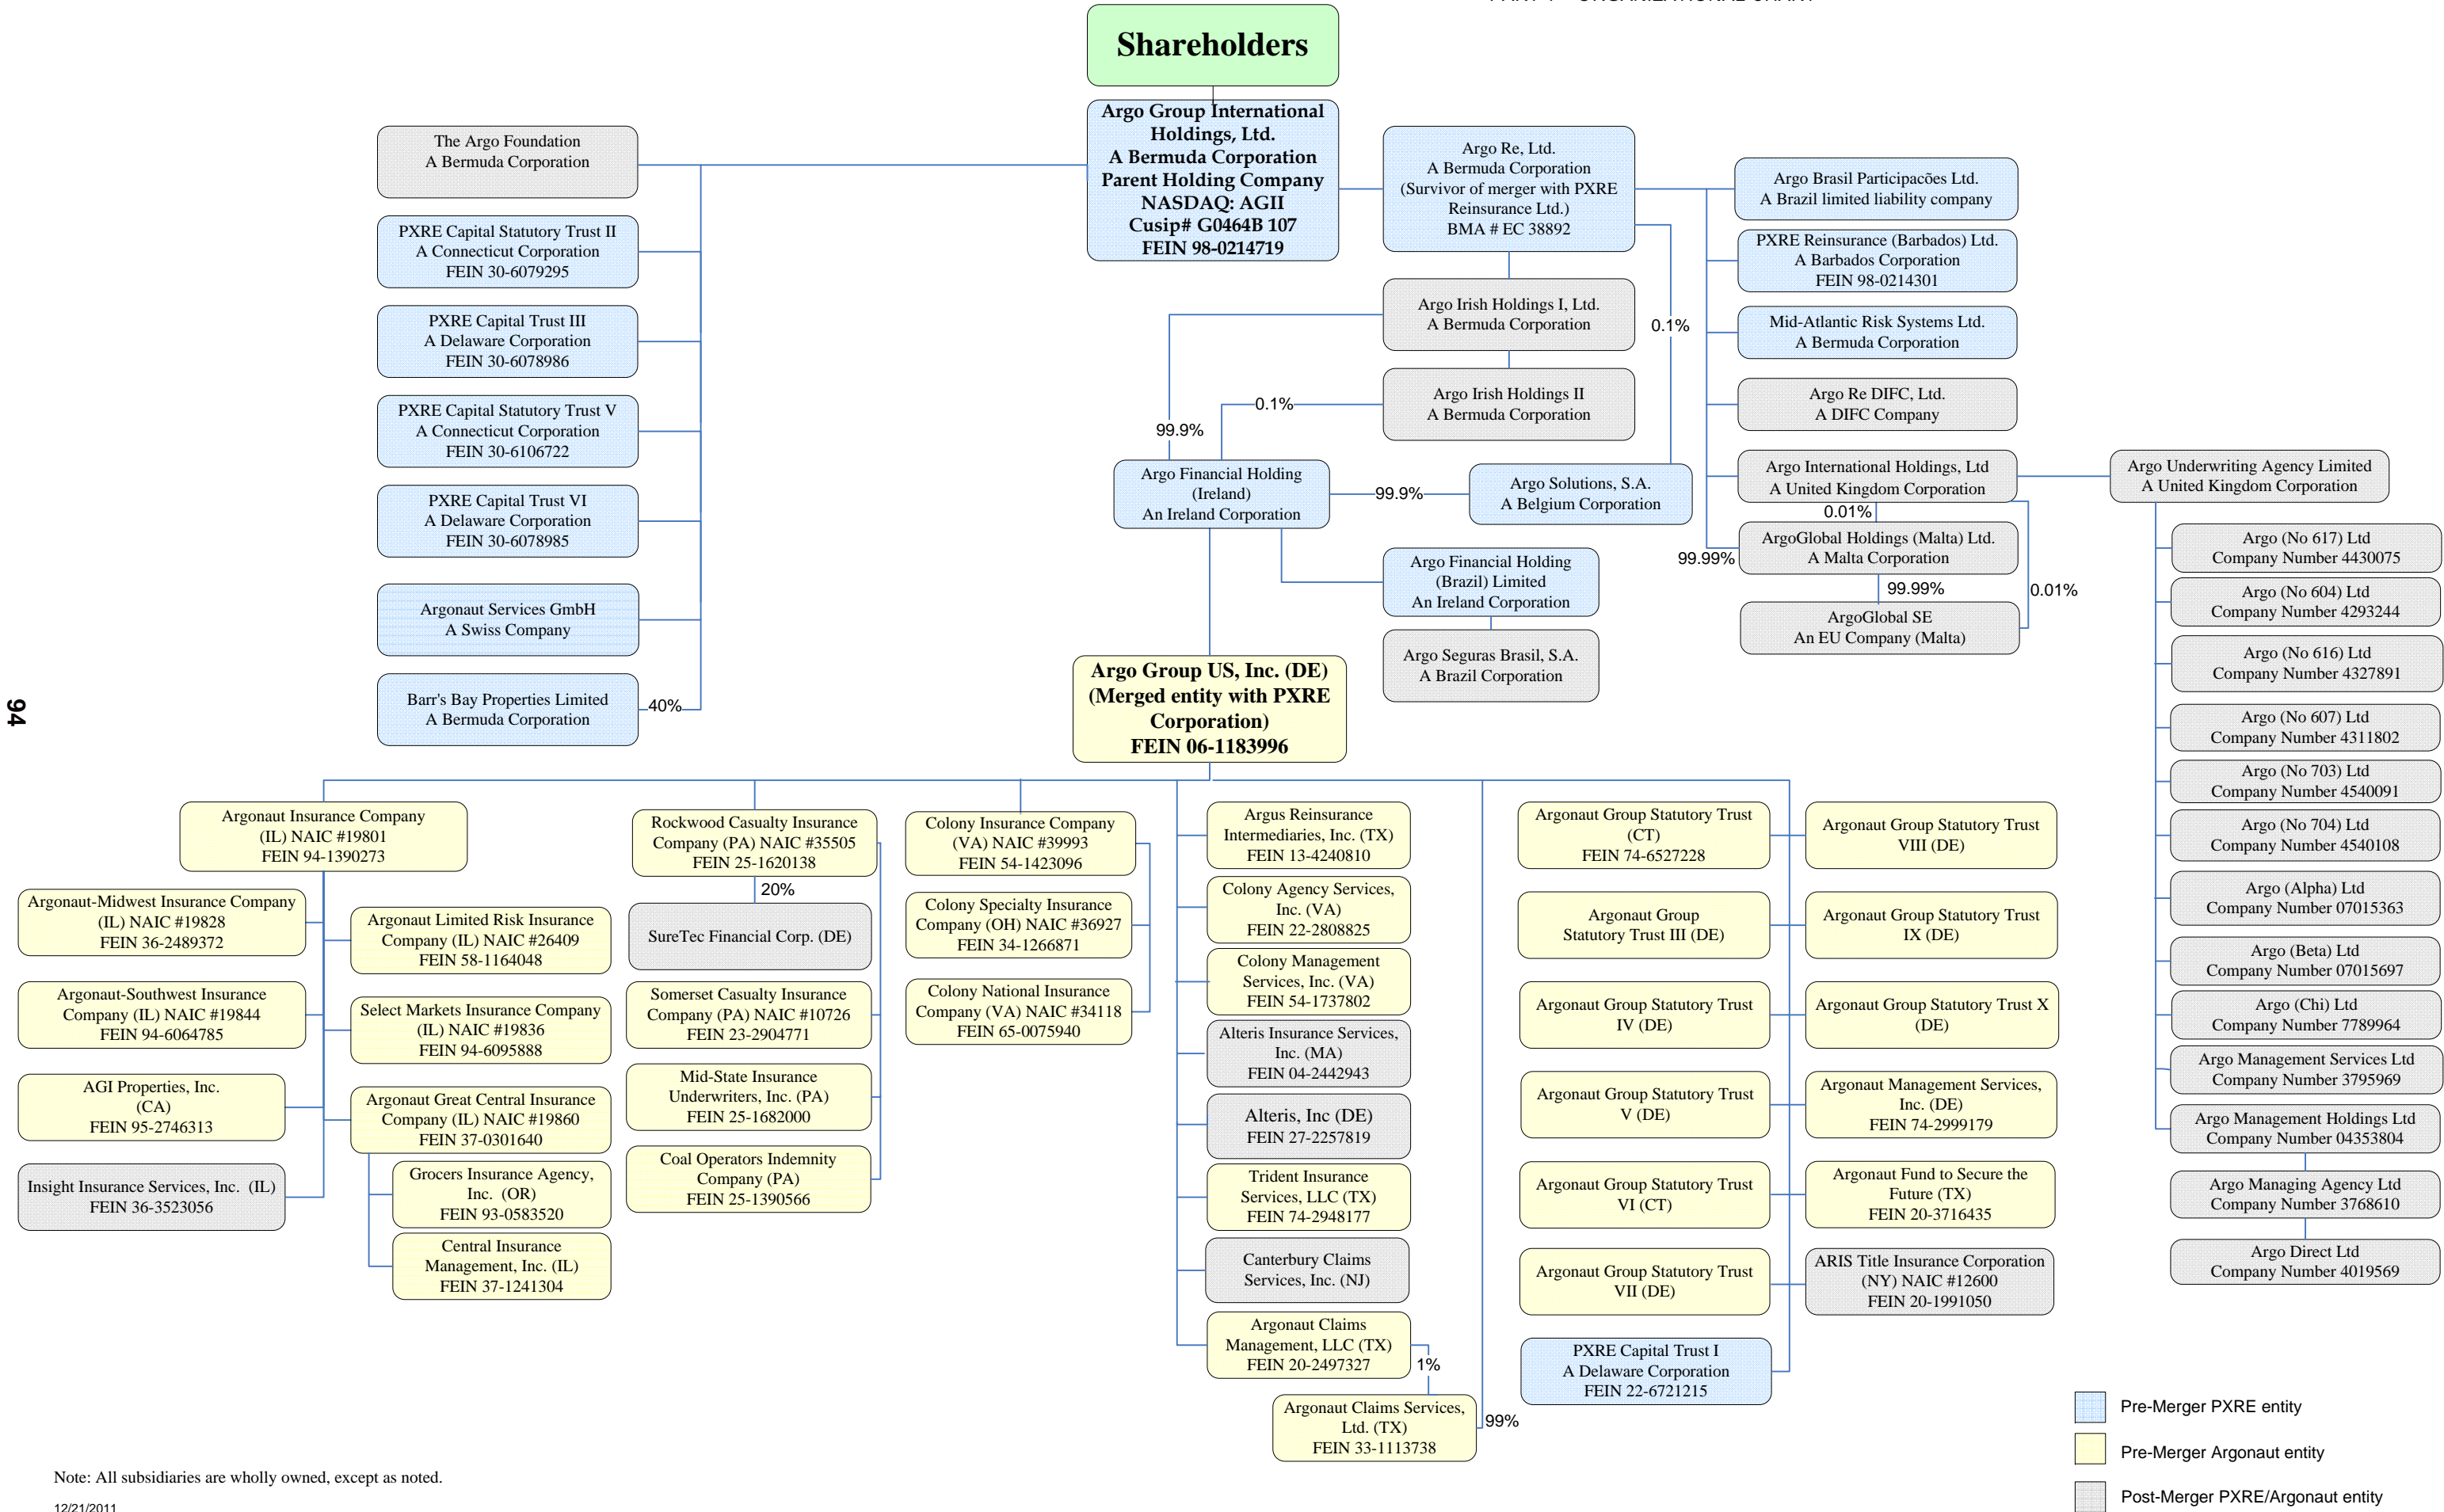 Shareholders
Argo Group International
Holdings, Ltd.
A Bermuda Corporation
Parent Holding Company
NASDAQ: AGII
Cusip# G0464B 107
FEIN 98-0214719
The Argo Foundation
A Bermuda Corporation
PXRE Capital Statutory Trust II
A Connecticut Corporation
FEIN 30-6079295
PXRE Capital Trust III
A Delaware Corporation
FEIN 30-6078986
PXRE Capital Statutory Trust V
A Connecticut Corporation
FEIN 30-6106722
PXRE Capital Trust VI
A Delaware Corporation
FEIN 30-6078985
Argonaut Services GmbH
A Swiss Company
Barr's Bay Properties Limited
A Bermuda Corporation
40%
Argo Re, Ltd.
A Bermuda Corporation
(Survivor of merger with PXRE
Reinsurance Ltd.)
BMA # EC 38892
Argo Irish Holdings I, Ltd.
A Bermuda Corporation
Argo Irish Holdings II
A Bermuda Corporation
0.1%
99.9%
0.1%
Argo Financial Holding
(Ireland)
An Ireland Corporation
99.9%
Argo Solutions, S.A.
A Belgium Corporation
Argo Financial Holding
(Brazil) Limited
An Ireland Corporation
Argo Seguras Brasil, S.A.
A Brazil Corporation
Argo Brasil Participacões Ltd.
A Brazil limited liability company
PXRE Reinsurance (Barbados) Ltd.
A Barbados Corporation
FEIN 98-0214301
Mid-Atlantic Risk Systems Ltd.
A Bermuda Corporation
Argo Re DIFC, Ltd.
A DIFC Company
Argo International Holdings, Ltd
A United Kingdom Corporation
0.01%
ArgoGlobal Holdings (Malta) Ltd.
A Malta Corporation
99.99%
99.99%
0.01%
ArgoGlobal SE
An EU Company (Malta)
Argo Underwriting Agency Limited
A United Kingdom Corporation
Argo (No 617) Ltd
Company Number 4430075
Argo (No 604) Ltd
Company Number 4293244
Argo (No 616) Ltd
Company Number 4327891
Argo (No 607) Ltd
Company Number 4311802
Argo (No 703) Ltd
Company Number 4540091
Argo (No 704) Ltd
Company Number 4540108
Argo (Alpha) Ltd
Company Number 07015363
Argo (Beta) Ltd
Company Number 07015697
Argo (Chi) Ltd
Company Number 7789964
Argo Management Services Ltd
Company Number 3795969
Argo Management Holdings Ltd
Company Number 04353804
Argo Managing Agency Ltd
Company Number 3768610
Argo Direct Ltd
Company Number 4019569
94
Argo Group US, Inc. (DE)
(Merged entity with PXRE
Corporation)
FEIN 06-1183996
Argonaut Insurance Company
(IL) NAIC #19801
FEIN 94-1390273
Argonaut-Midwest Insurance Company
(IL) NAIC #19828
FEIN 36-2489372
Argonaut-Southwest Insurance
Company (IL) NAIC #19844
FEIN 94-6064785
AGI Properties, Inc.
(CA)
FEIN 95-2746313
Insight Insurance Services, Inc. (IL)
FEIN 36-3523056
Argonaut Limited Risk Insurance
Company (IL) NAIC #26409
FEIN 58-1164048
Select Markets Insurance Company
(IL) NAIC #19836
FEIN 94-6095888
Argonaut Great Central Insurance
Company (IL) NAIC #19860
FEIN 37-0301640
Grocers Insurance Agency,
Inc. (OR)
FEIN 93-0583520
Central Insurance
Management, Inc. (IL)
FEIN 37-1241304
Rockwood Casualty Insurance
Company (PA) NAIC #35505
FEIN 25-1620138
20%
SureTec Financial Corp. (DE)
Somerset Casualty Insurance
Company (PA) NAIC #10726
FEIN 23-2904771
Mid-State Insurance
Underwriters, Inc. (PA)
FEIN 25-1682000
Coal Operators Indemnity
Company (PA)
FEIN 25-1390566
Colony Insurance Company
(VA) NAIC #39993
FEIN 54-1423096
Colony Specialty Insurance
Company (OH) NAIC #36927
FEIN 34-1266871
Colony National Insurance
Company (VA) NAIC #34118
FEIN 65-0075940
Argus Reinsurance
Intermediaries, Inc. (TX)
FEIN 13-4240810
Colony Agency Services,
Inc. (VA)
FEIN 22-2808825
Colony Management
Services, Inc. (VA)
FEIN 54-1737802
Alteris Insurance Services,
Inc. (MA)
FEIN 04-2442943
Alteris, Inc (DE)
FEIN 27-2257819
Trident Insurance
Services, LLC (TX)
FEIN 74-2948177
Canterbury Claims
Services, Inc. (NJ)
Argonaut Claims
Management, LLC (TX)
FEIN 20-2497327
1%
Argonaut Claims Services,
Ltd. (TX)
FEIN 33-1113738
99%
Argonaut Group Statutory Trust
(CT)
FEIN 74-6527228
Argonaut Group
Statutory Trust III (DE)
Argonaut Group Statutory Trust
IV (DE)
Argonaut Group Statutory Trust
V (DE)
Argonaut Group Statutory Trust
VI (CT)
Argonaut Group Statutory Trust
VII (DE)
PXRE Capital Trust I
A Delaware Corporation
FEIN 22-6721215
Argonaut Group Statutory Trust
VIII (DE)
Argonaut Group Statutory Trust
IX (DE)
Argonaut Group Statutory Trust X
(DE)
Argonaut Management Services,
Inc. (DE)
FEIN 74-2999179
Argonaut Fund to Secure the
Future (TX)
FEIN 20-3716435
ARIS Title Insurance Corporation
(NY) NAIC #12600
FEIN 20-1991050
Pre-Merger PXRE entity
Pre-Merger Argonaut entity
Post-Merger PXRE/Argonaut entity
Note: All subsidiaries are wholly owned, except as noted.
12/21/2011